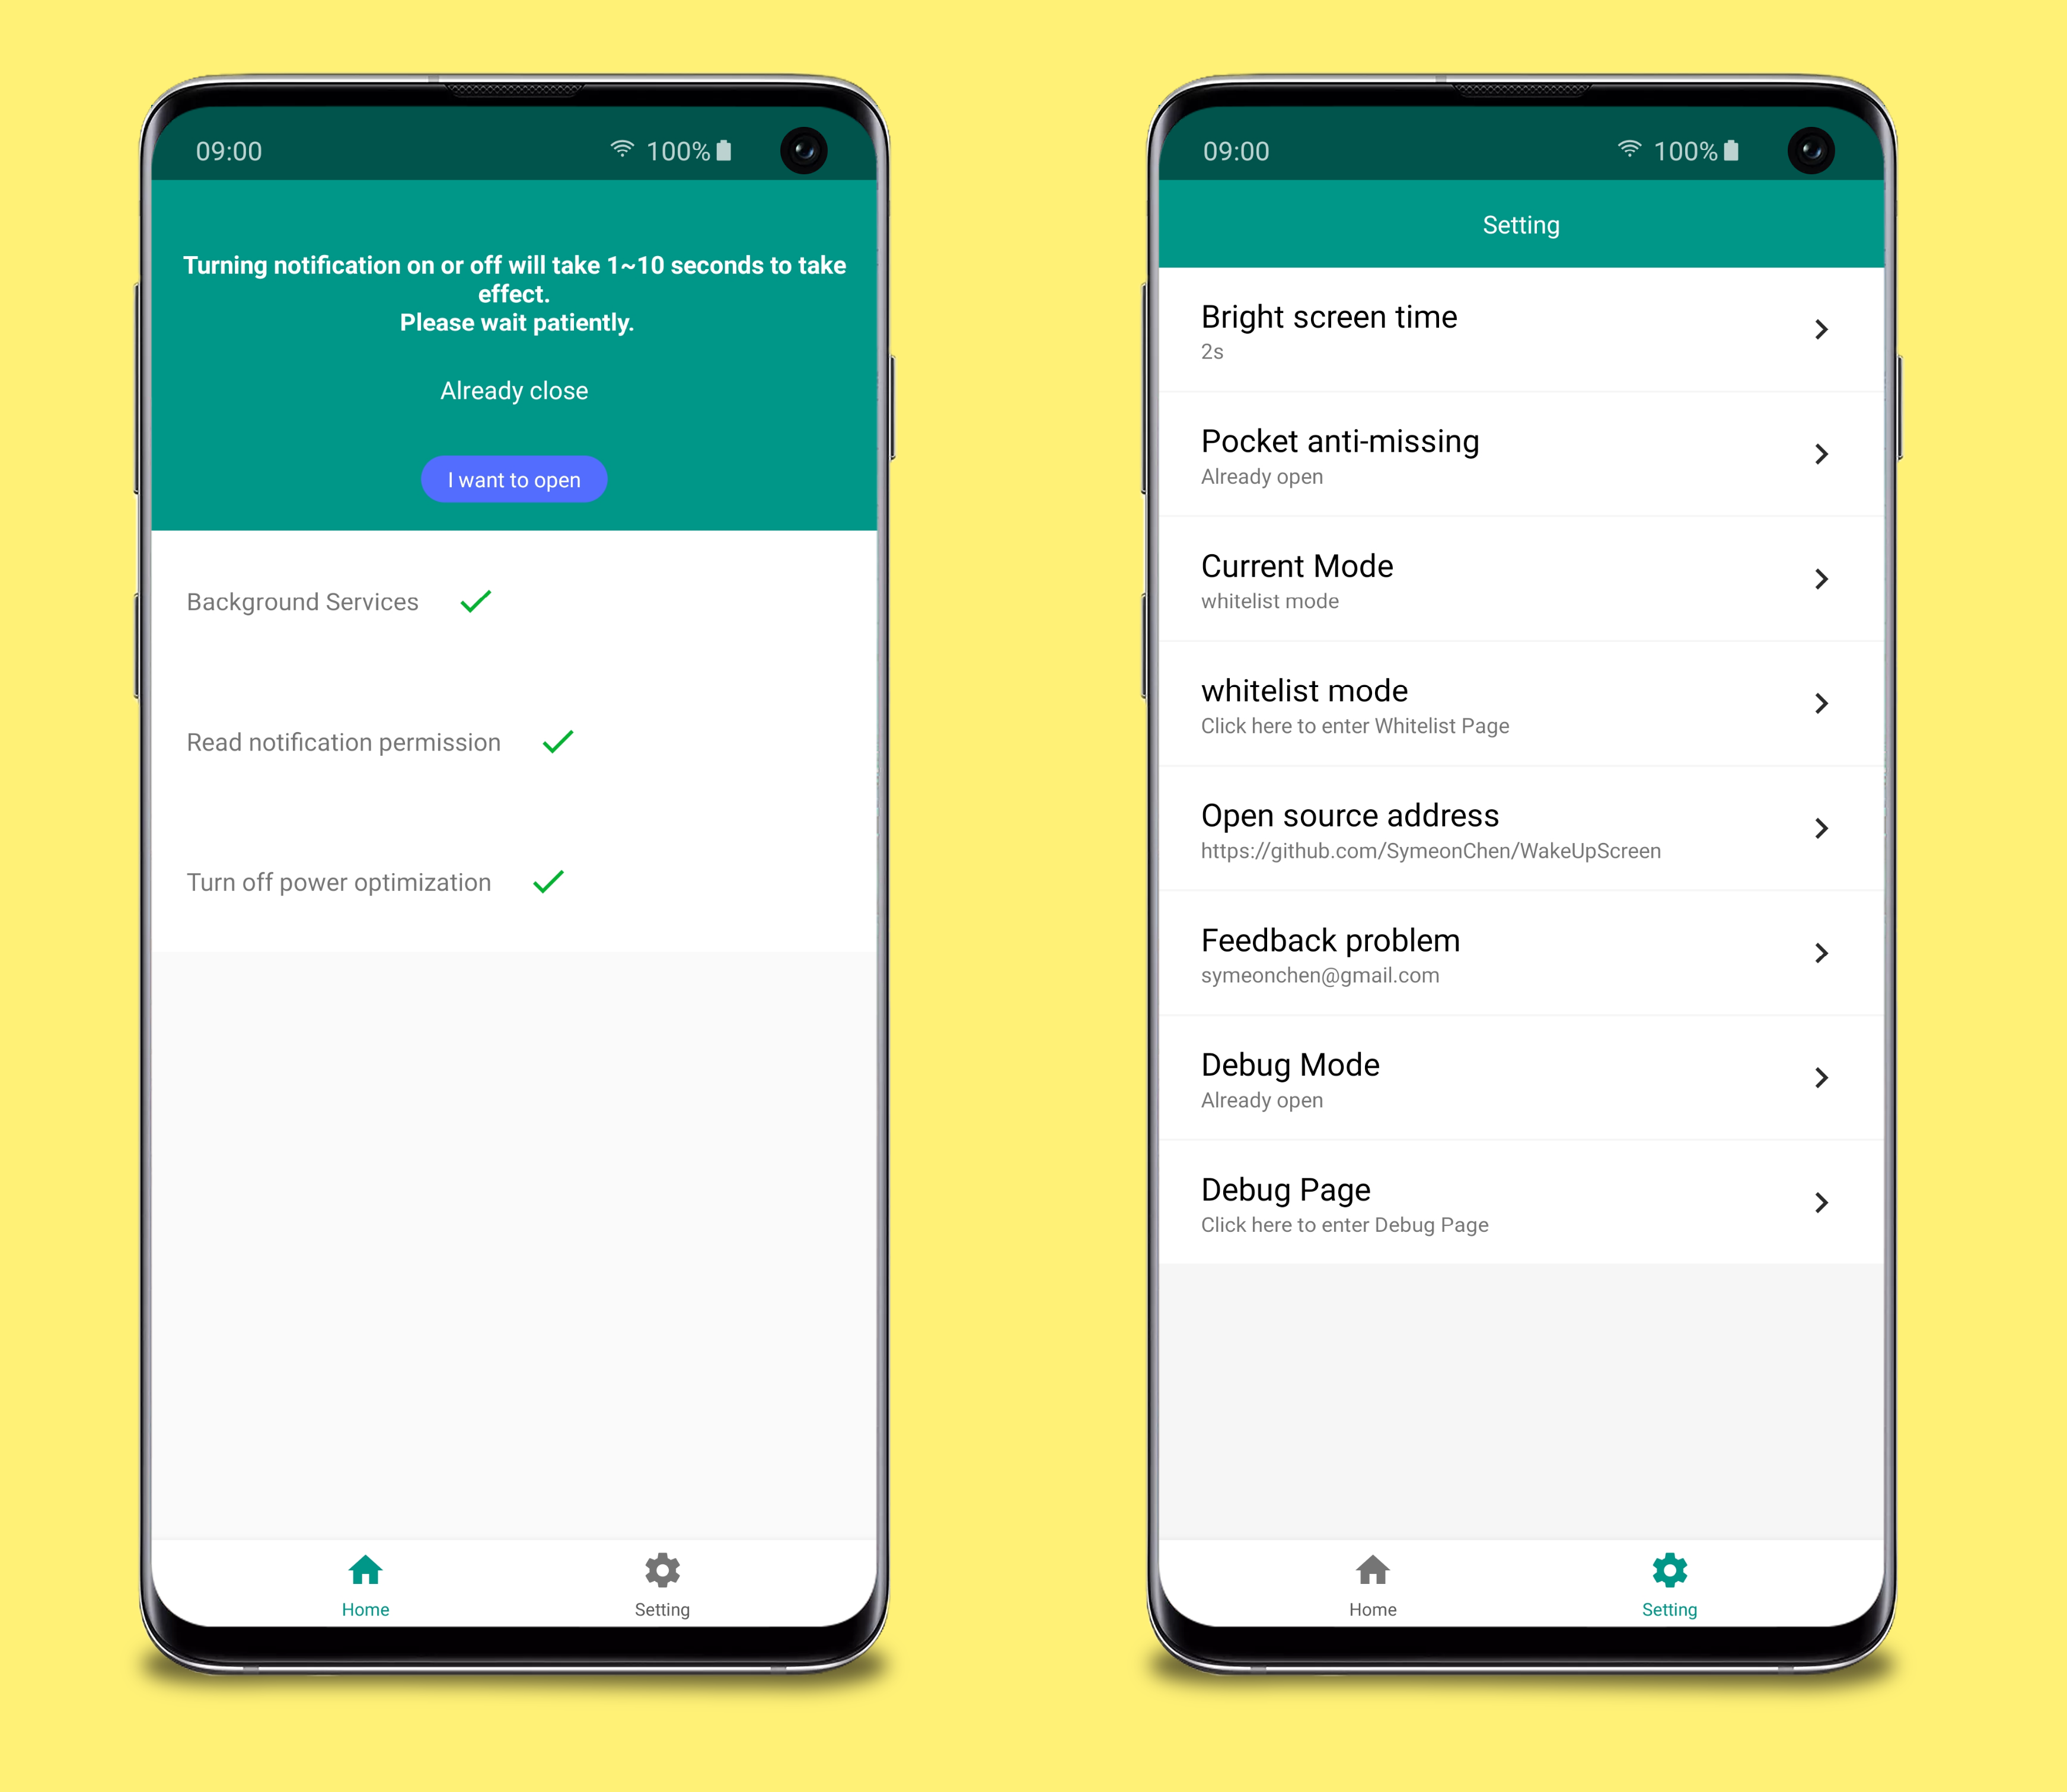 09:00
100%
Turning notification on or off will take 1~10 seconds to take
effect.
Please wait patiently.
Already close
I want to open
Background Services
Read notification permission
Turn off power optimization
Home
Setting
09:00
100%
Setting
Bright screen time
2s
Pocket anti-missing
Already open
Current Mode
whitelist mode
whitelist mode
Click here to enter Whitelist Page
Open source address
https://github.com/SymeonChen/WakeUpScreen
Feedback problem
symeonchen@gmail.com
Debug Mode
Already open
Debug Page
Click here to enter Debug Page
Home
Setting